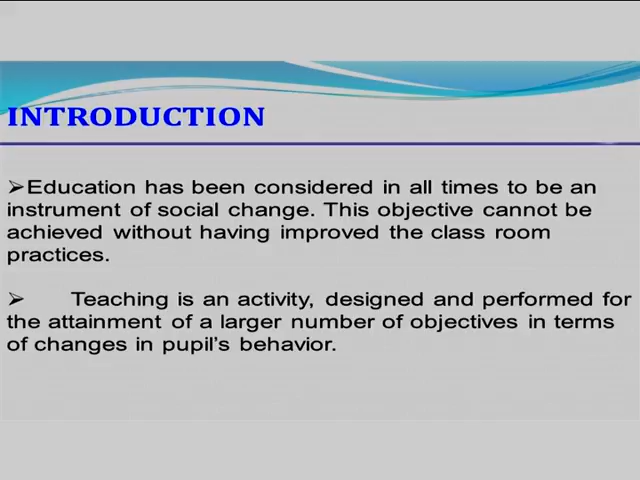 INTRODUCTION
➢Education has been considered in all times to be an
instrument of social change. This objective cannot be
achieved without having improved the class room
practices.
➢ Teaching is an activity, designed and performed for
the attainment of a larger number of objectives in terms
of changes in pupil’s behavior.